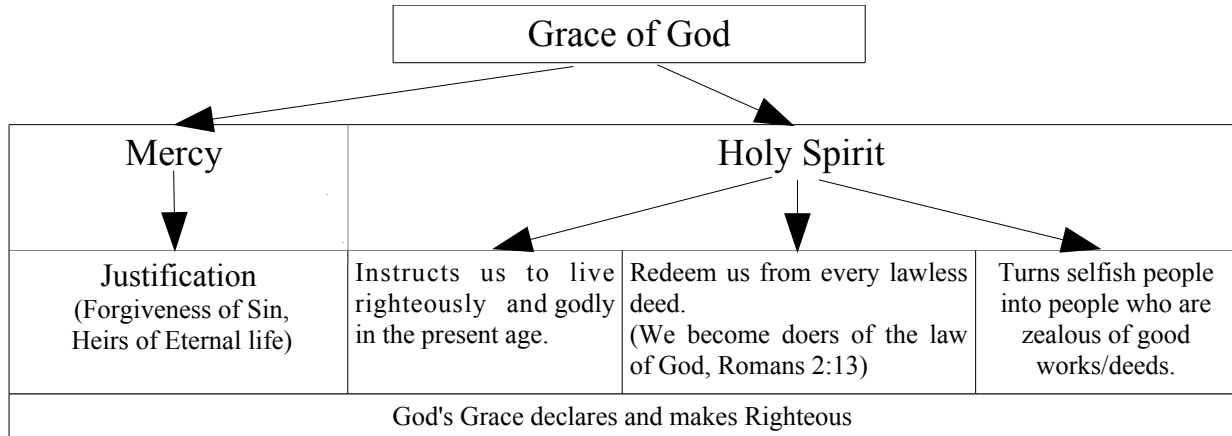 Grace of God
Mercy
Holy Spirit
Justification
(Forgiveness of Sin,
Heirs of Eternal life)
Instructs us to live
righteously and godly
in the present age.
Redeem us from every lawless
deed.
(We become doers of the law
of God, Romans 2:13)
Turns selfish people
into people who are
zealous of good
works/deeds.
God's Grace declares and makes Righteous